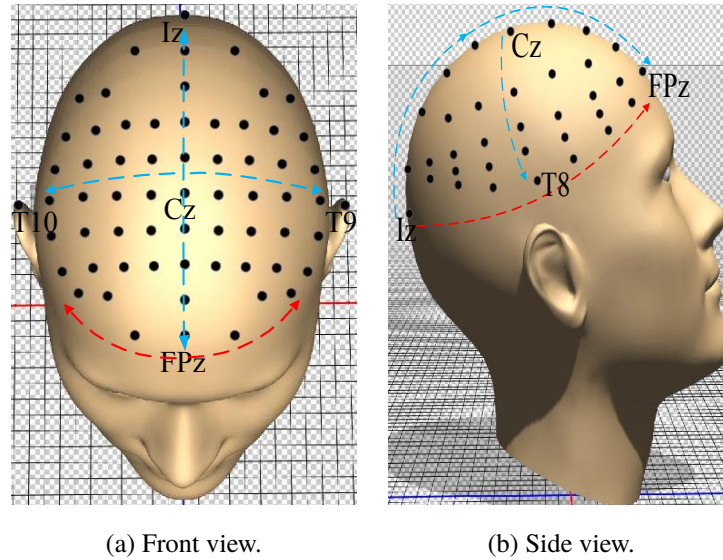 Iz
T10
Cz
T9
FPz
(a) Front view.
Cz
FPz
T8
Iz
(b) Side view.